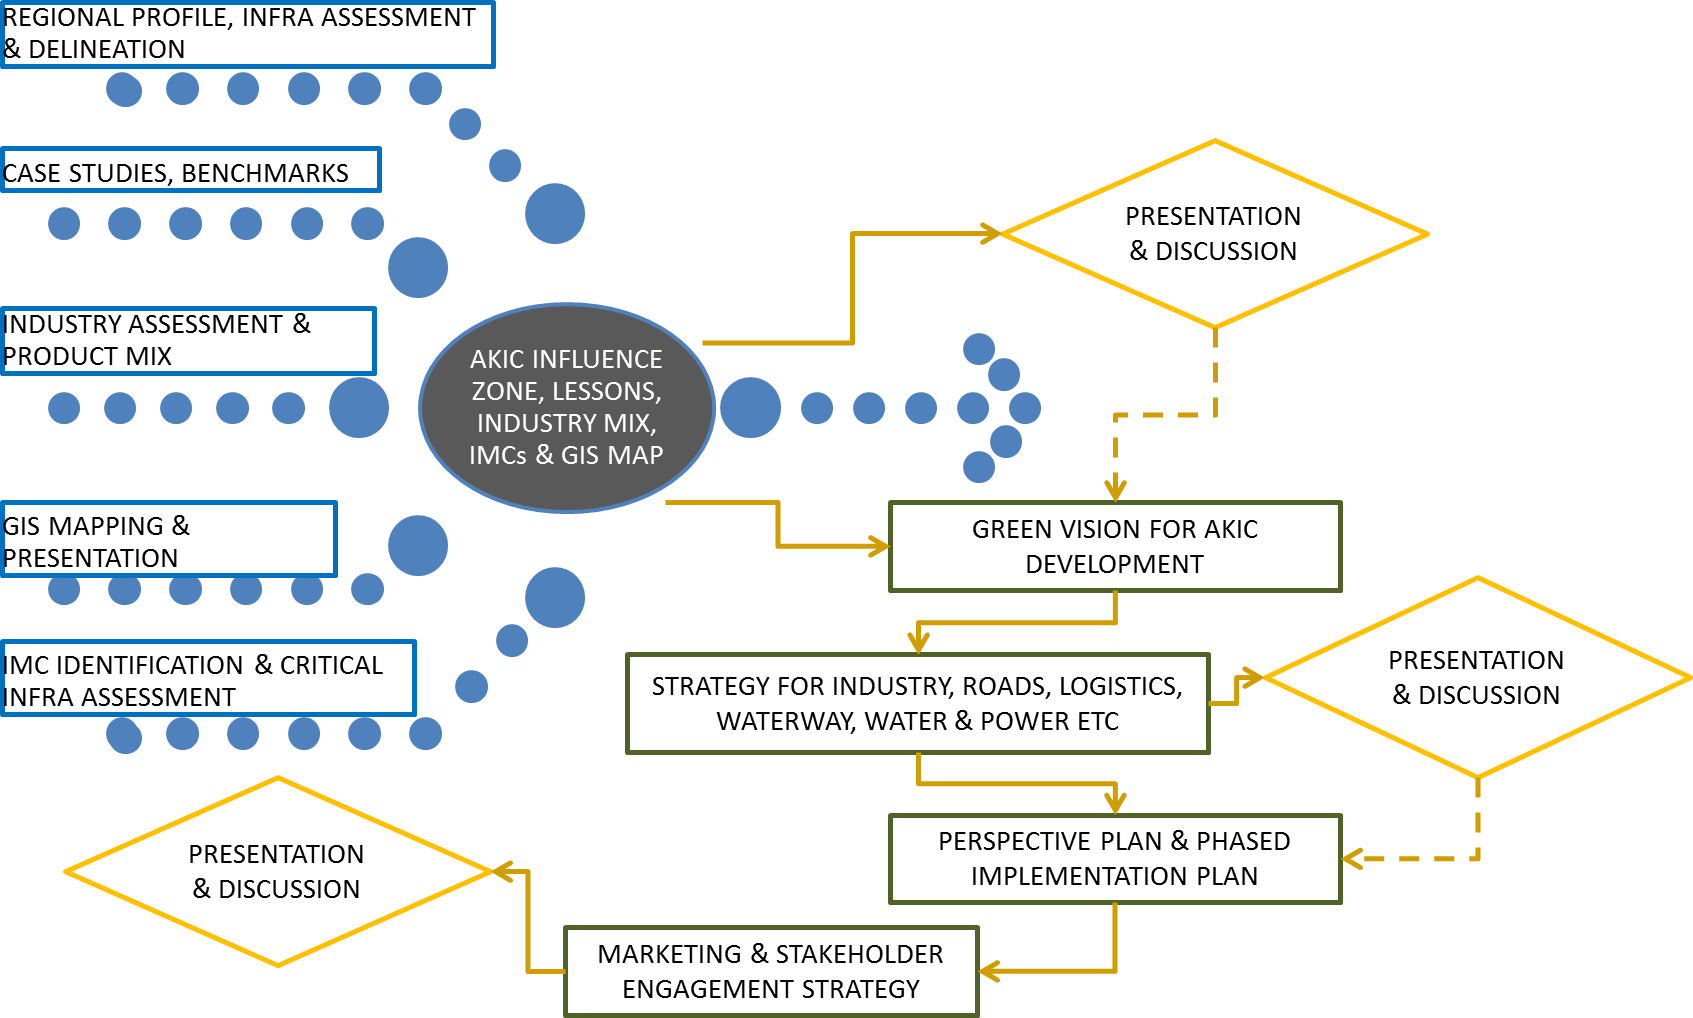 REGIONAL PROFILE, INFRA ASSESSMENT
& DELINEATION
CASE STUDIES, BENCHMARKS
INDUSTRY ASSESSMENT &
PRODUCT MIX
GIS MAPPING &
PRESENTATION
IMC IDENTIFICATION & CRITICAL
INFRA ASSESSMENT
AKIC INFLUENCE
ZONE, LESSONS,
INDUSTRY MIX,
IMCs & GIS MAP
PRESENTATION
& DISCUSSION
GREEN VISION FOR AKIC
DEVELOPMENT
STRATEGY FOR INDUSTRY, ROADS, LOGISTICS,
WATERWAY, WATER & POWER ETC
PRESENTATION
& DISCUSSION
PERSPECTIVE PLAN & PHASED
IMPLEMENTATION PLAN
MARKETING & STAKEHOLDER
ENGAGEMENT STRATEGY
PRESENTATION
& DISCUSSION